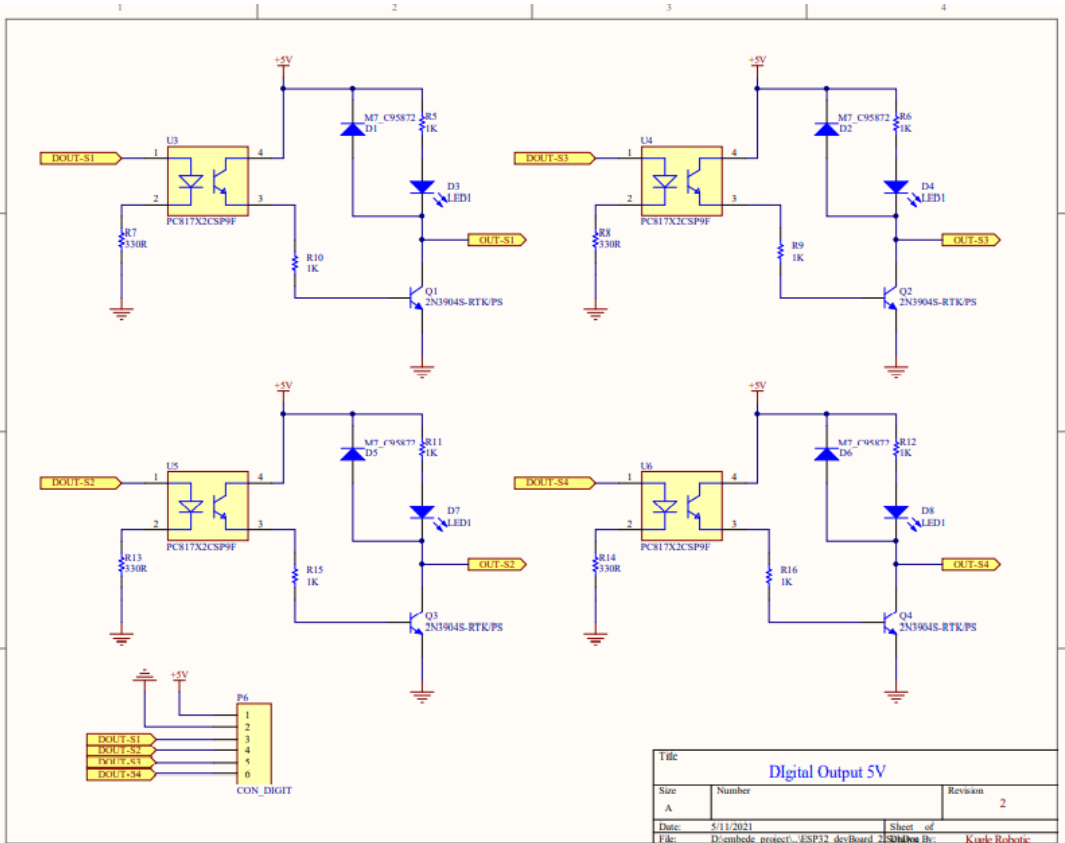 1 2 3 4
+5V
M7_C95872
D1
R5
1K
U3
DOUT-S1
1
4
2
3
PC817X2CSP9F
D3
LED1
R7
330R
R10
1K
OUT-S1
Q1
2N3904S-RTK/PS
+5V
M7_C95872
D2
R6
1K
U4
DOUT-S3
1
4
2
3
PC817X2CSP9F
D4
LED1
R8
330R
R9
1K
OUT-S3
Q2
2N3904S-RTK/PS
+5V
M7_C95872
D5
R11
1K
U5
DOUT-S2
1
4
2
3
PC817X2CSP9F
D7
LED1
R13
330R
R15
1K
OUT-S2
Q3
2N3904S-RTK/PS
+5V
M7_C95872
D6
R12
1K
U6
DOUT-S4
1
4
2
3
PC817X2CSP9F
D8
LED1
R14
330R
R16
1K
OUT-S4
Q4
2N3904S-RTK/PS
+5V
P6
1
2
DOUT-S1 3
DOUT-S2 4
DOUT-S3 5
DOUT-S4 6
CON_DIGIT
Title
DIgital Output 5V
Size Number Revision
A 2
Date: 5/11/2021 Sheet of
File: D:\embede_project\..\ESP32_devBoard_2 By: Kugle Robotic